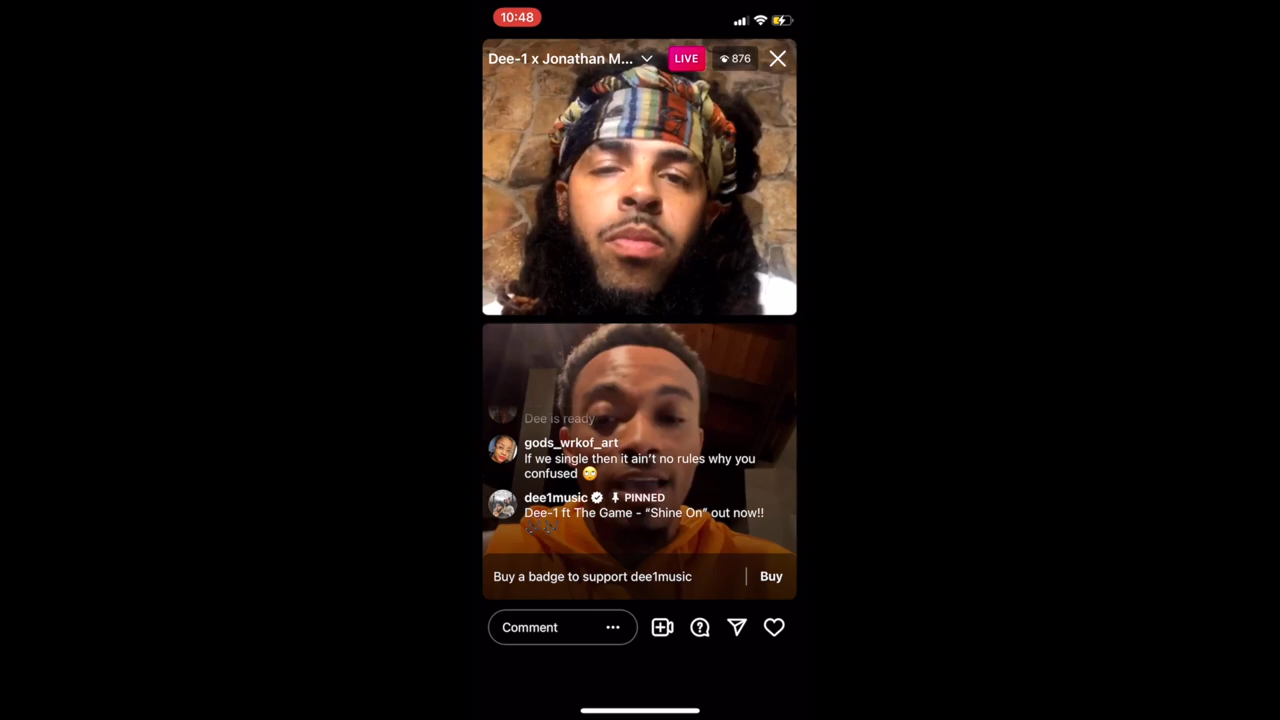 10:48
Dee-1 x Jonathan M...
LIVE
876
Dee is ready
gods_wrkof_art
If we single then it ain’t no rules why you
confused 🙄
dee1music PINNED
Dee-1 ft The Game - “Shine On” out now!!
🎶 🎶
Buy a badge to support dee1music
Buy
Comment